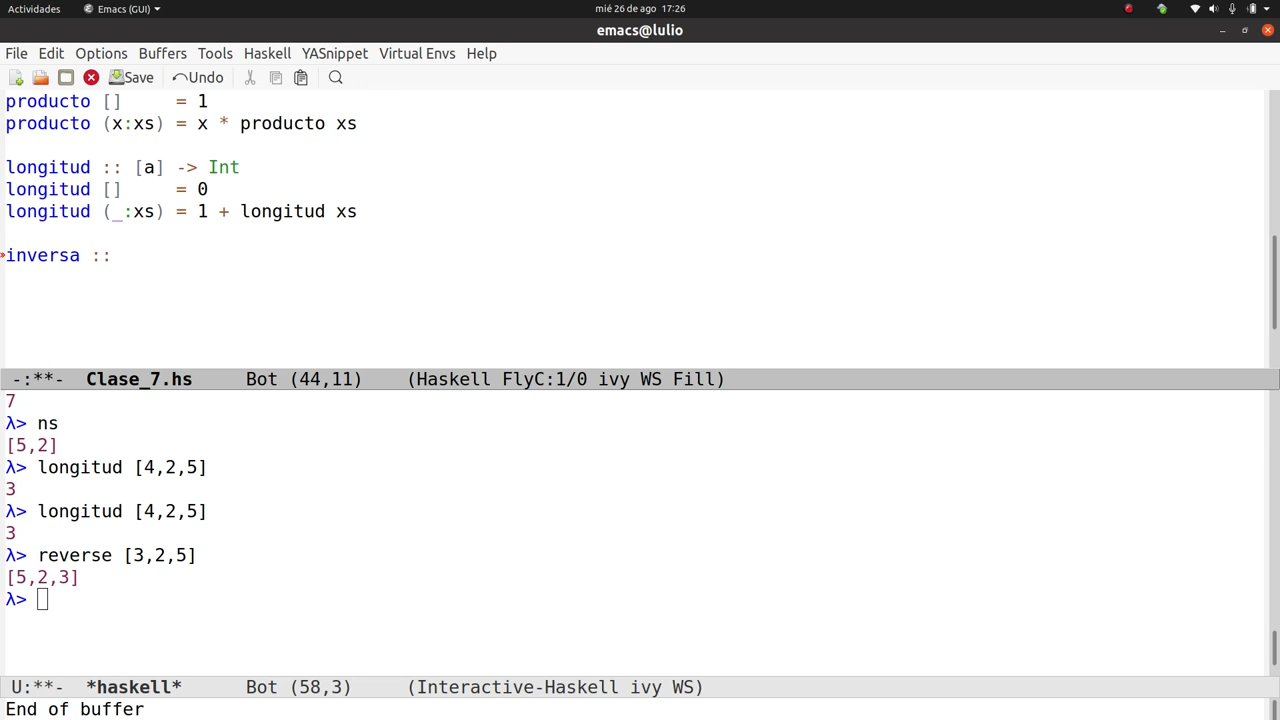 Actividades Emacs (GUI) mié 26 de ago 17:26
emacs@lulio
File Edit Options Buffers Tools Haskell YASnippet Virtual Envs Help
Save Undo
producto [] = 1
producto (x:xs) = x * producto xs
longitud :: [a] -> Int
longitud [] = 0
longitud (_:xs) = 1 + longitud xs
»inversa ::
-:**- Clase_7.hs Bot (44,11) (Haskell FlyC:1/0 ivy WS Fill)
7
λ> ns
[5,2]
λ> longitud [4,2,5]
3
λ> longitud [4,2,5]
3
λ> reverse [3,2,5]
[5,2,3]
λ>
U:**- *haskell* Bot (58,3) (Interactive-Haskell ivy WS)
End of buffer